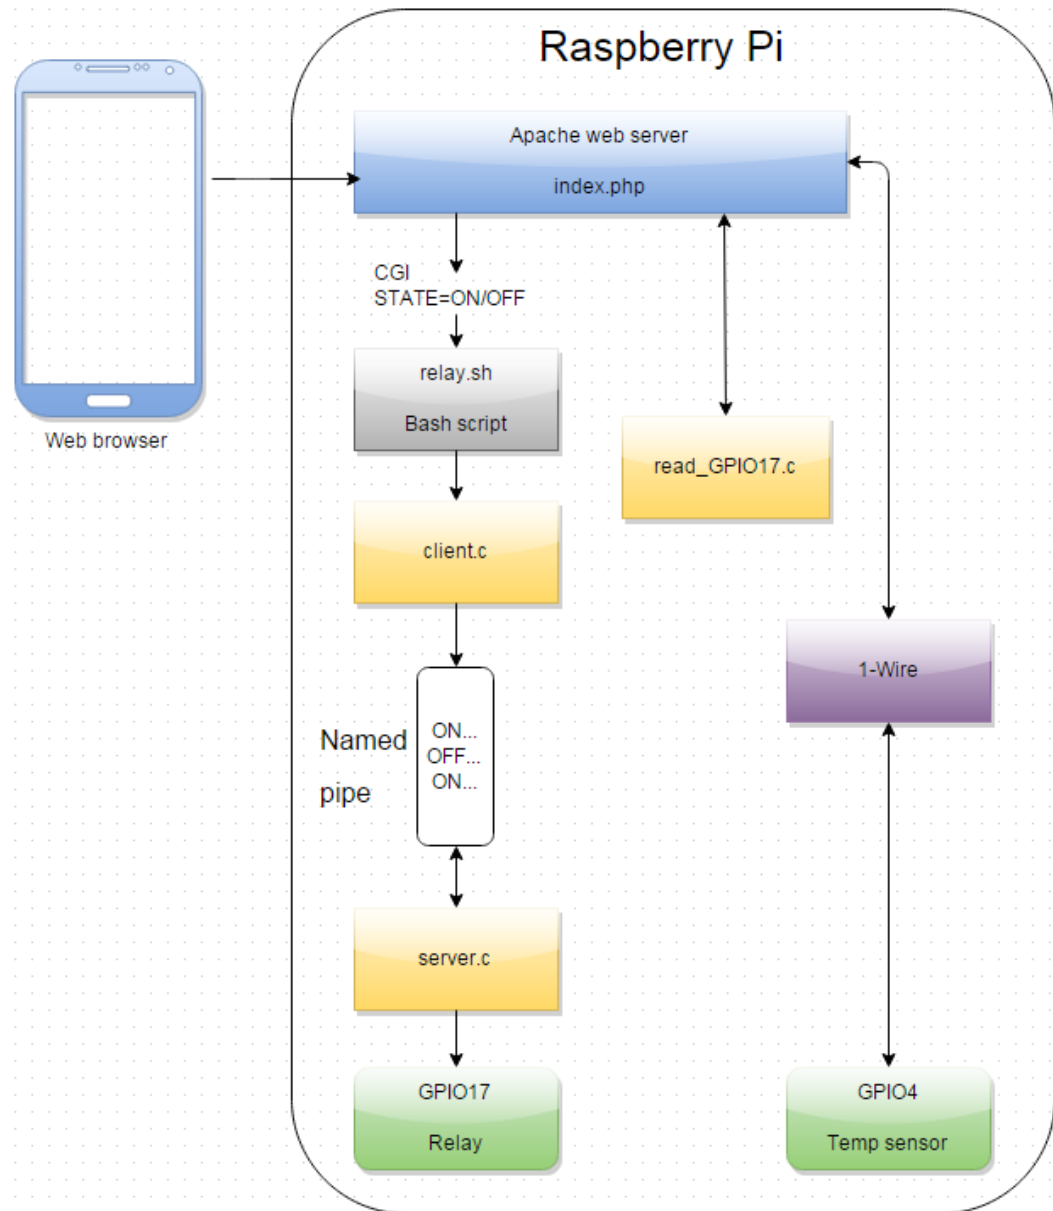 Raspberry Pi
Apache web server
index.php
CGI
STATE=ON/OFF
relay.sh
Bash script
Web browser
read_GPIO17.c
client.c
1-Wire
Named
pipe
ON...
OFF...
ON...
server.c
GPIO17
Relay
GPIO4
Temp sensor